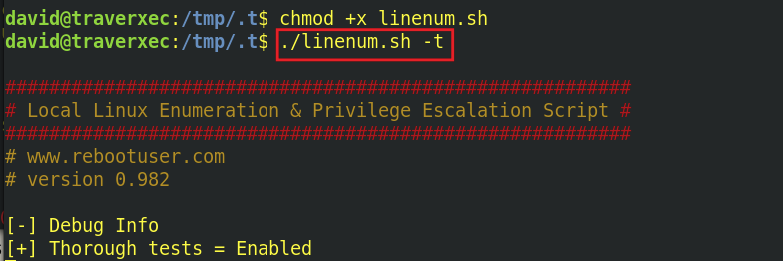 david@traverxec:/tmp/.t$ chmod +x linenum.sh
david@traverxec:/tmp/.t$ ./linenum.sh -t
#########################################################
# Local Linux Enumeration & Privilege Escalation Script #
#########################################################
# www.rebootuser.com
# version 0.982
[-] Debug Info
[+] Thorough tests = Enabled